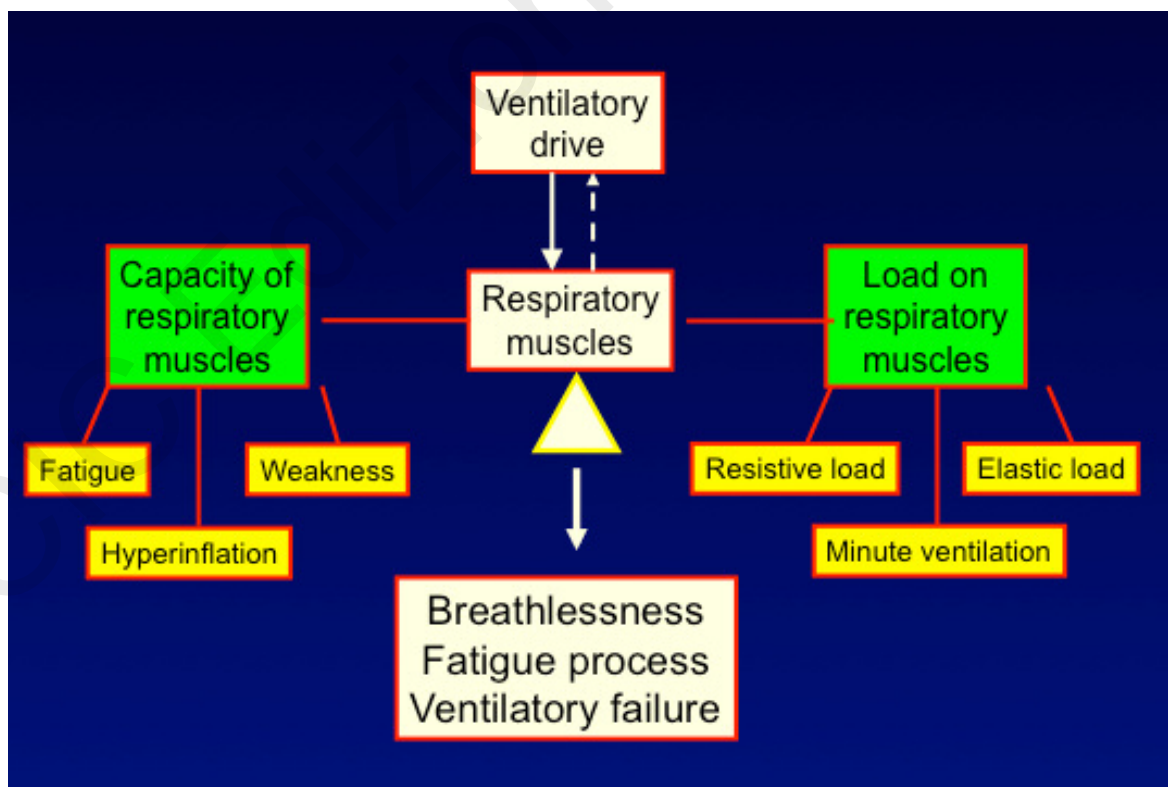 Ventilatory
drive
Capacity of
respiratory
muscles
Respiratory
muscles
Load on
respiratory
muscles
Fatigue
Weakness
Resistive load
Elastic load
Hyperinflation
Minute ventilation
Breathlessness
Fatigue process
Ventilatory failure